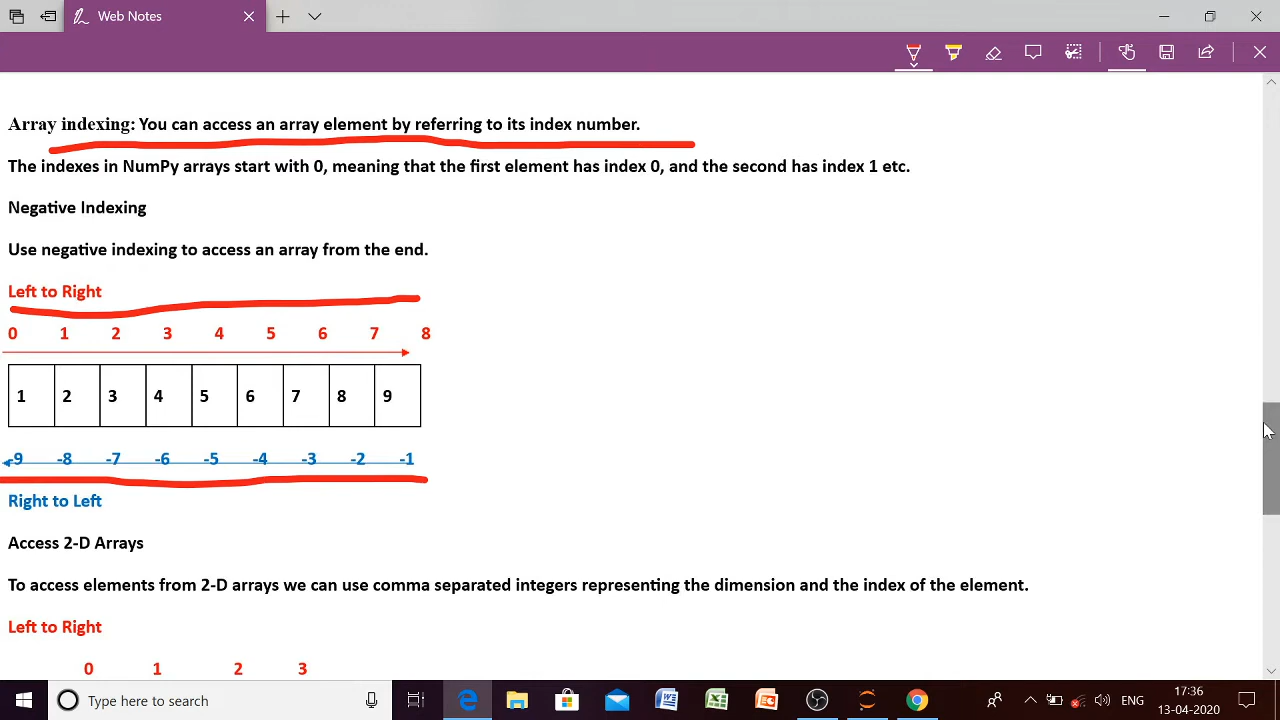 Web Notes
Array indexing: You can access an array element by referring to its index number.
The indexes in NumPy arrays start with 0, meaning that the first element has index 0, and the second has index 1 etc.
Negative Indexing
Use negative indexing to access an array from the end.
Left to Right
0 1 2 3 4 5 6 7 8
1 2 3 4 5 6 7 8 9
-9 -8 -7 -6 -5 -4 -3 -2 -1
Right to Left
Access 2-D Arrays
To access elements from 2-D arrays we can use comma separated integers representing the dimension and the index of the element.
Left to Right
0 1 2 3
Type here to search
ENG
17:36
13-04-2020